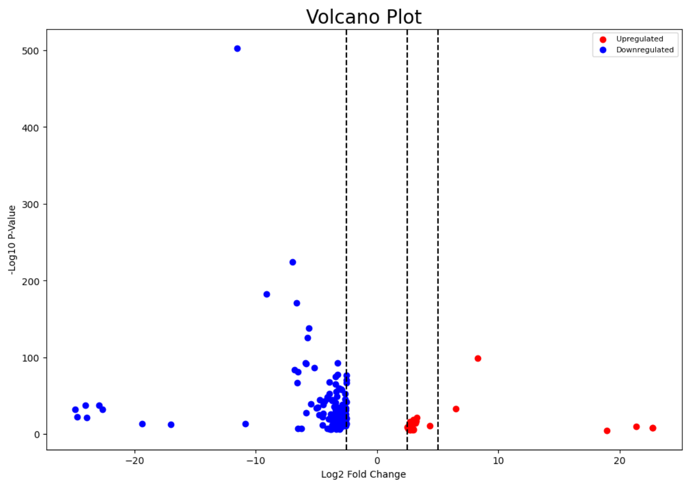 Volcano Plot
Upregulated
Downregulated
500
400
300
200
100
0
-Log10 P-Value
−20
−10
0
10
20
Log2 Fold Change